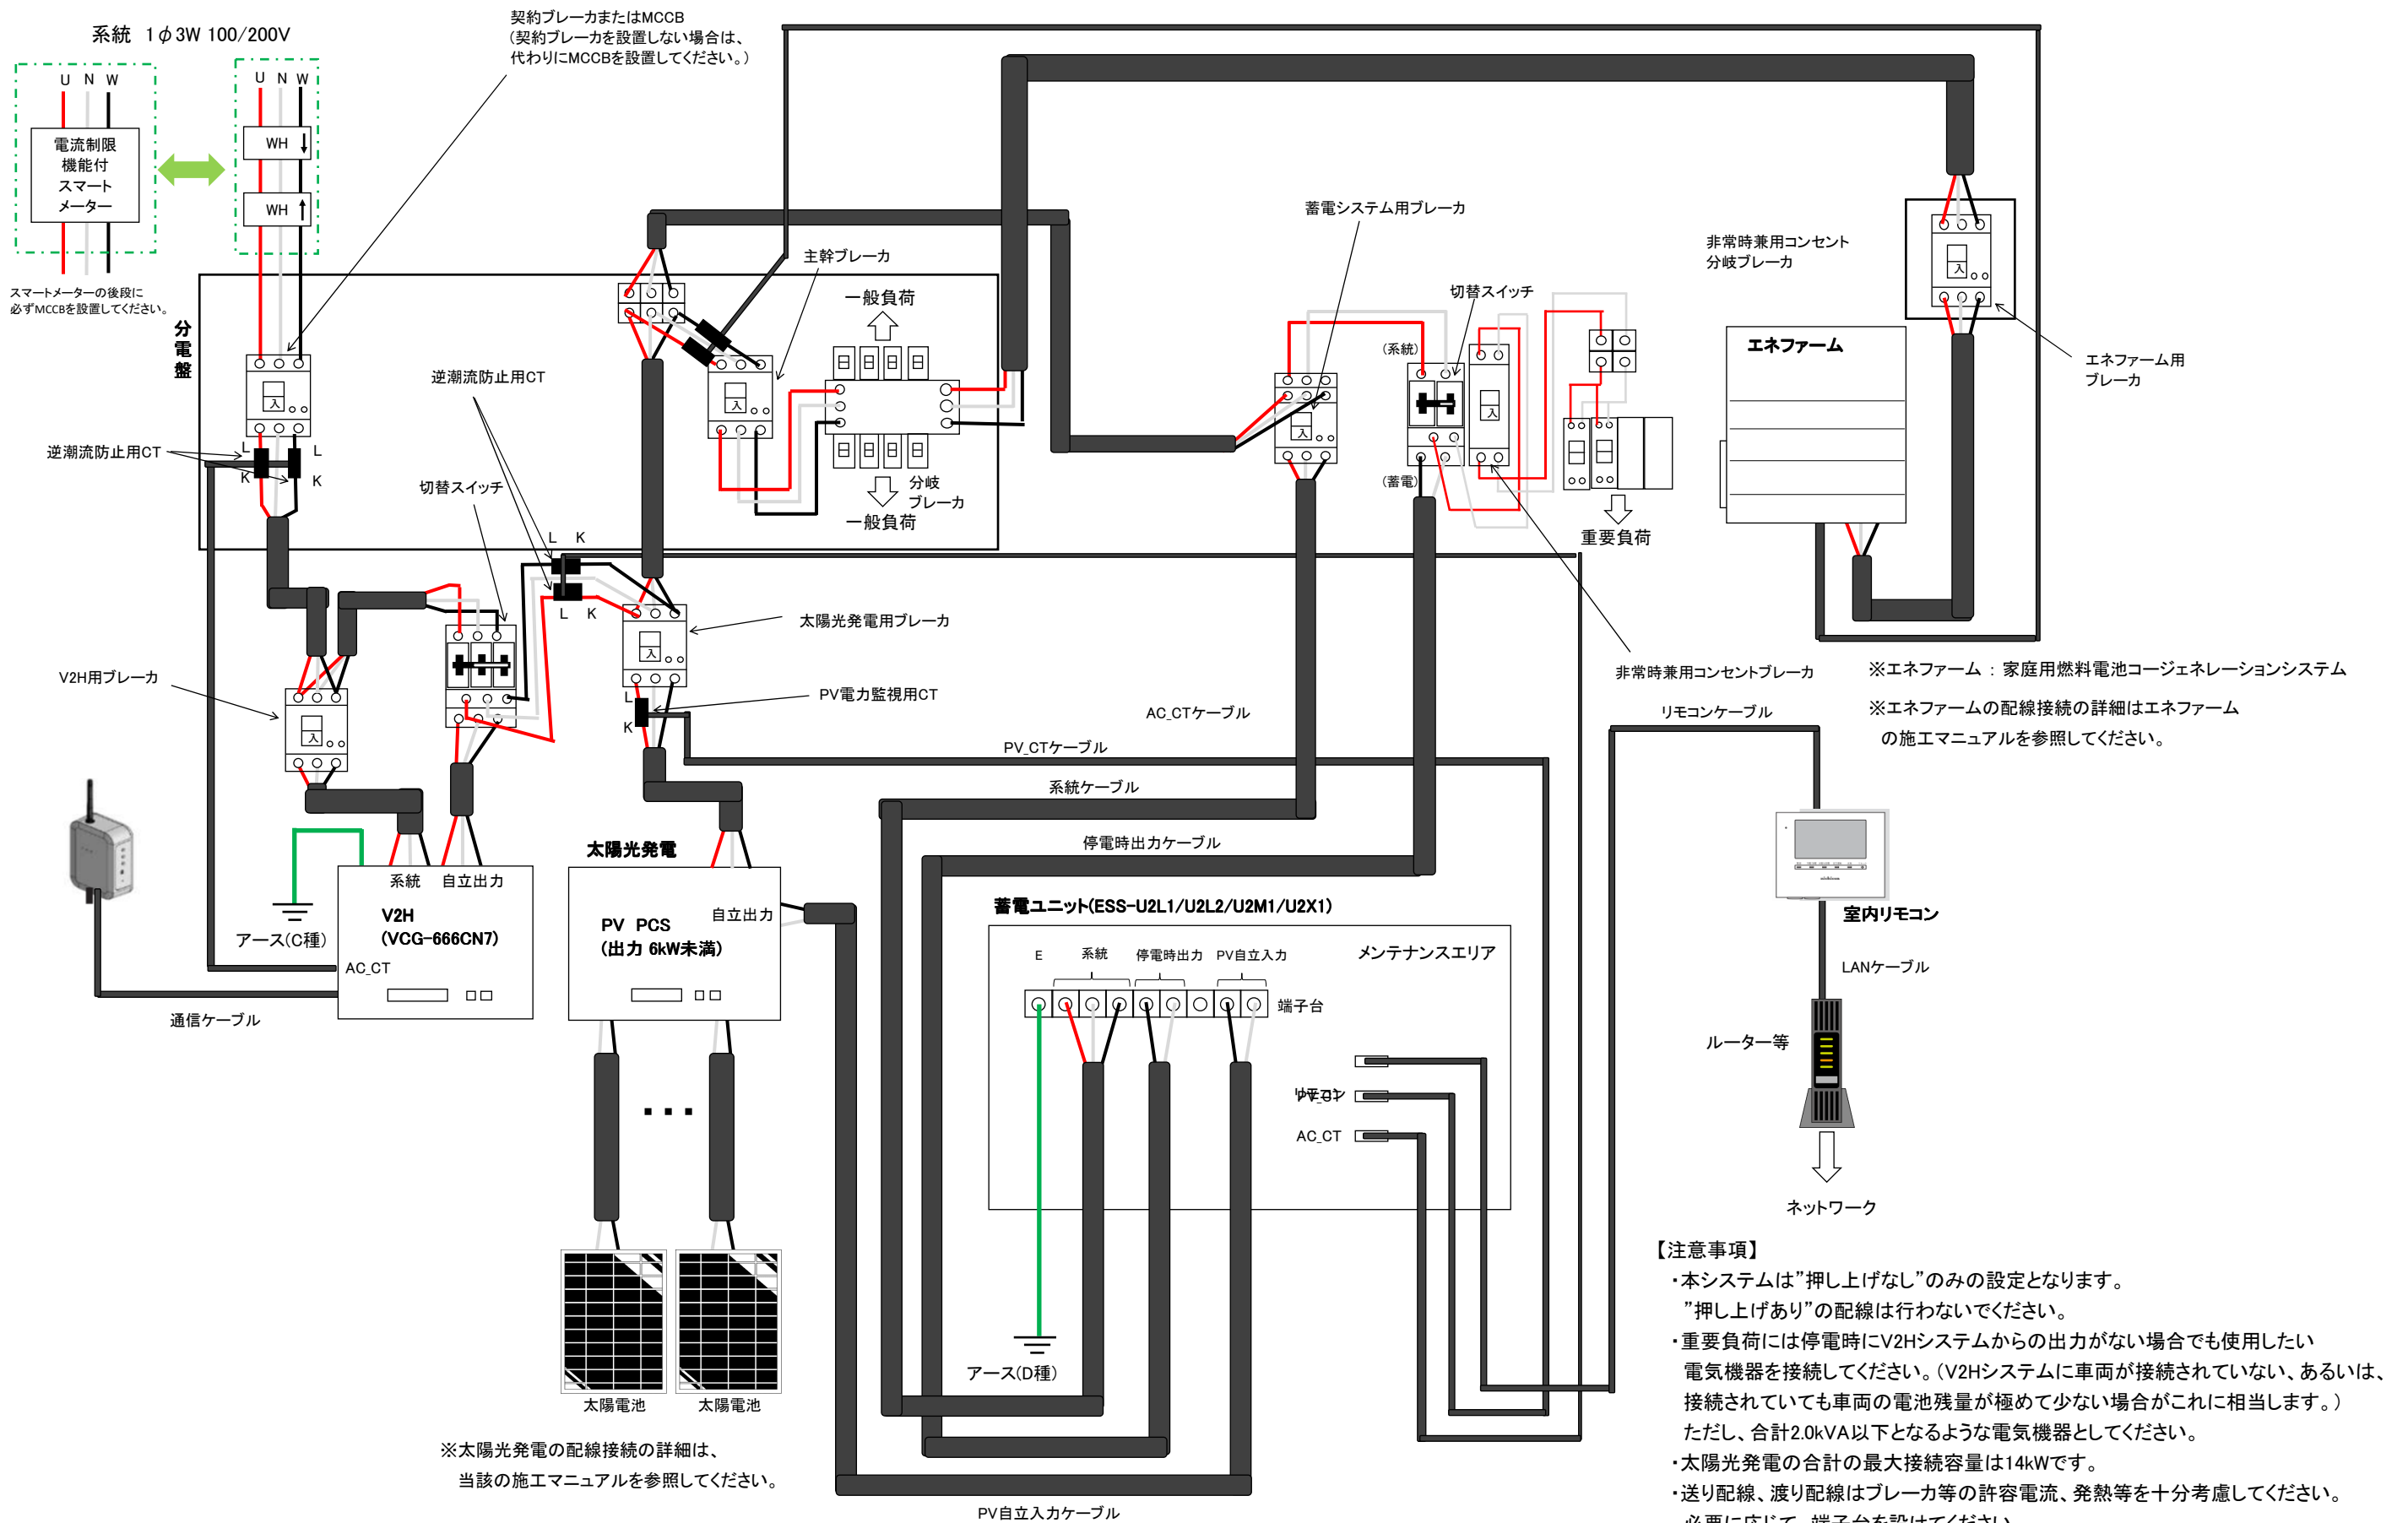 系統 1φ3W 100/200V
U N W
U N W
電流制限
機能付
スマート
メーター
WH
WH
スマートメーターの後段に
必ずMCCBを設置してください。
契約ブレーカまたはMCCB
(契約ブレーカを設置しない場合は、
代わりにMCCBを設置してください。)
分電盤
入
逆潮流防止用CT
L
K
L
K
逆潮流防止用CT
切替スイッチ
L K
L K
主幹ブレーカ
入
一般負荷
分岐
ブレーカ
一般負荷
蓄電システム用ブレーカ
入
切替スイッチ
(系統)
(蓄電)
入
重要負荷
非常時兼用コンセント
分岐ブレーカ
入
エネファーム
エネファーム用
ブレーカ
非常時兼用コンセントブレーカ
※エネファーム : 家庭用燃料電池コージェネレーションシステム
※エネファームの配線接続の詳細はエネファーム
の施工マニュアルを参照してください。
V2H用ブレーカ
入
太陽光発電用ブレーカ
入
PV電力監視用CT
L
K
AC_CTケーブル
PV_CTケーブル
系統ケーブル
停電時出力ケーブル
リモコンケーブル
アース(C種)
系統 自立出力
V2H
(VCG-666CN7)
AC_CT
通信ケーブル
太陽光発電
自立出力
PV PCS
(出力 6kW未満)
蓄電ユニット(ESS-U2L1/U2L2/U2M1/U2X1)
メンテナンスエリア
E 系統 停電時出力 PV自立入力
端子台
リモコン
PV_CT
AC_CT
アース(D種)
室内リモコン
LANケーブル
ルーター等
ネットワーク
太陽電池 太陽電池
※太陽光発電の配線接続の詳細は、
当該の施工マニュアルを参照してください。
PV自立入力ケーブル
【注意事項】
・本システムは”押し上げなし”のみの設定となります。
”押し上げあり”の配線は行わないでください。
・重要負荷には停電時にV2Hシステムからの出力がない場合でも使用したい
電気機器を接続してください。(V2Hシステムに車両が接続されていない、あるいは、
接続されていても車両の電池残量が極めて少ない場合がこれに相当します。)
ただし、合計2.0kVA以下となるような電気機器としてください。
・太陽光発電の合計の最大接続容量は14kWです。
・送り配線、渡り配線はブレーカ等の許容電流、発熱等を十分考慮してください。
必要に応じて、端子台を設けてください。